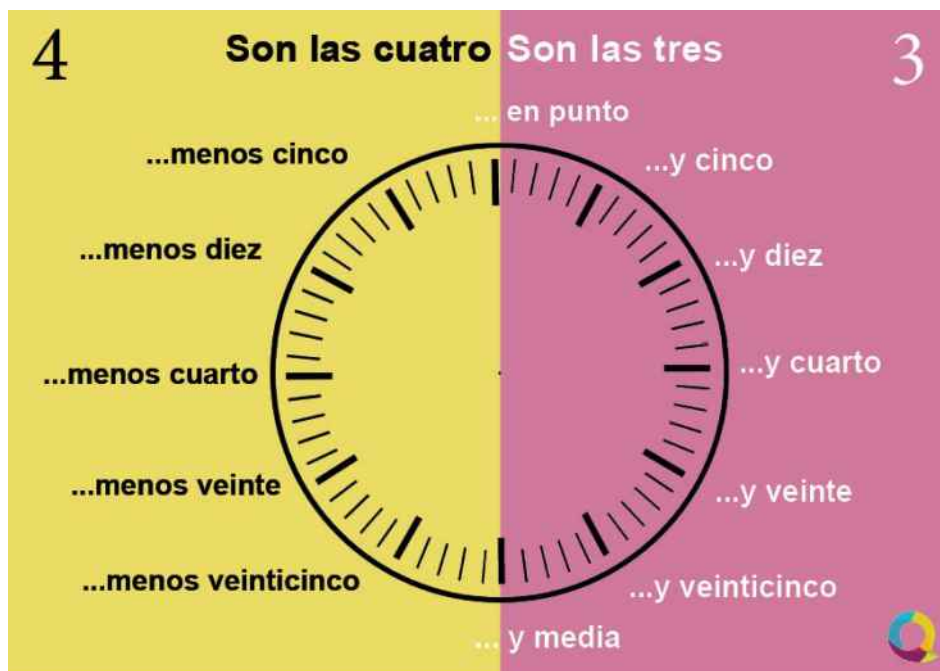 4
Son las cuatro Son las tres
3
... en punto
...menos cinco
...y cinco
...menos diez
...y diez
...menos cuarto
...y cuarto
...menos veinte
...y veinte
...menos veinticinco
...y veinticinco
... y media